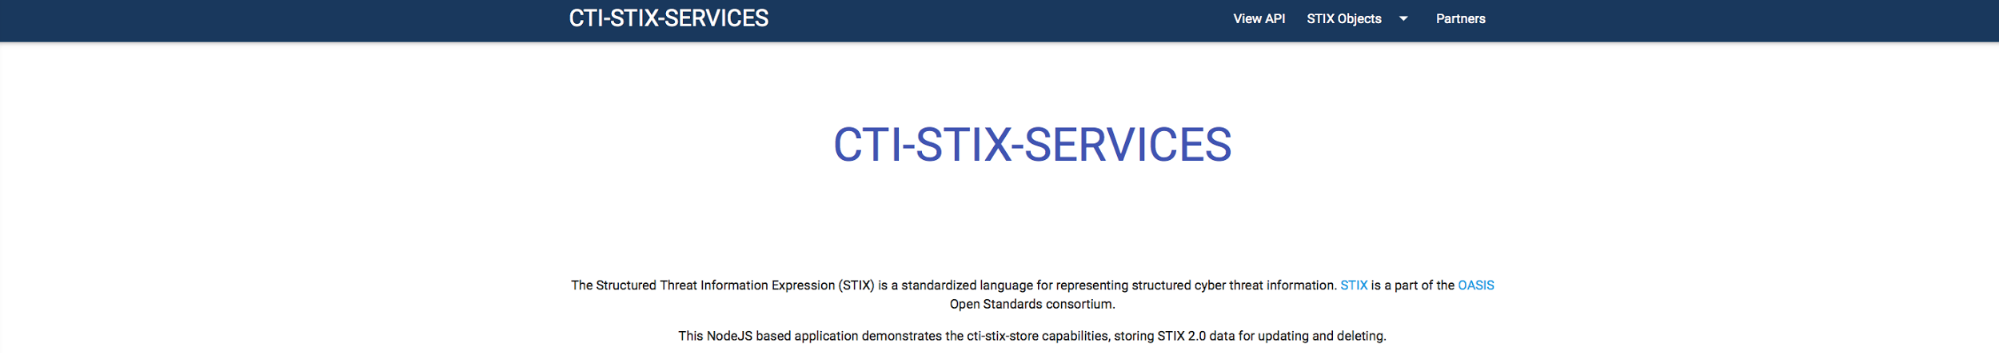 CTI-STIX-SERVICES View API STIX Objects Partners
CTI-STIX-SERVICES
The Structured Threat Information Expression (STIX) is a standardized language for representing structured cyber threat information. STIX is a part of the OASIS
Open Standards consortium.
This NodeJS based application demonstrates the cti-stix-store capabilities, storing STIX 2.0 data for updating and deleting.